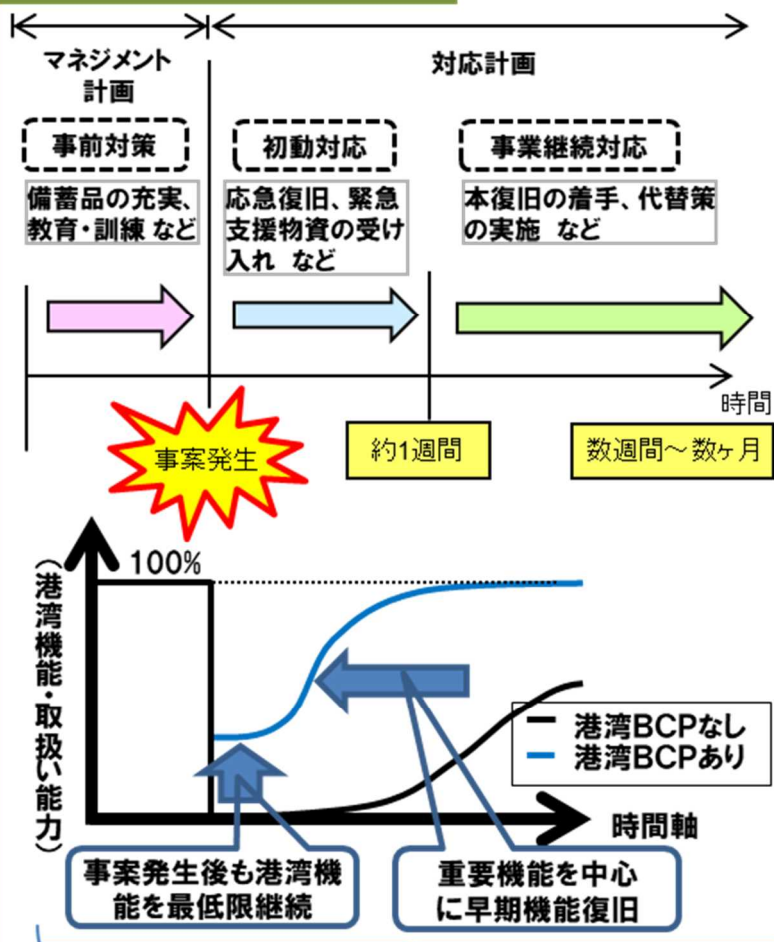 マネジメント
計画
対応計画
事前対策
初動対応
事業継続対応
備蓄品の充実、
教育・訓練 など
応急復旧、緊急
支援物資の受け
入れ など
本復旧の着手、代替策
の実施 など
時間
事案発生
約1週間
数週間～数ヶ月
100%
（港湾機能・取扱い能力）
港湾BCPなし
港湾BCPあり
時間軸
事案発生後も港湾機
能を最低限継続
重要機能を中心
に早期機能復旧